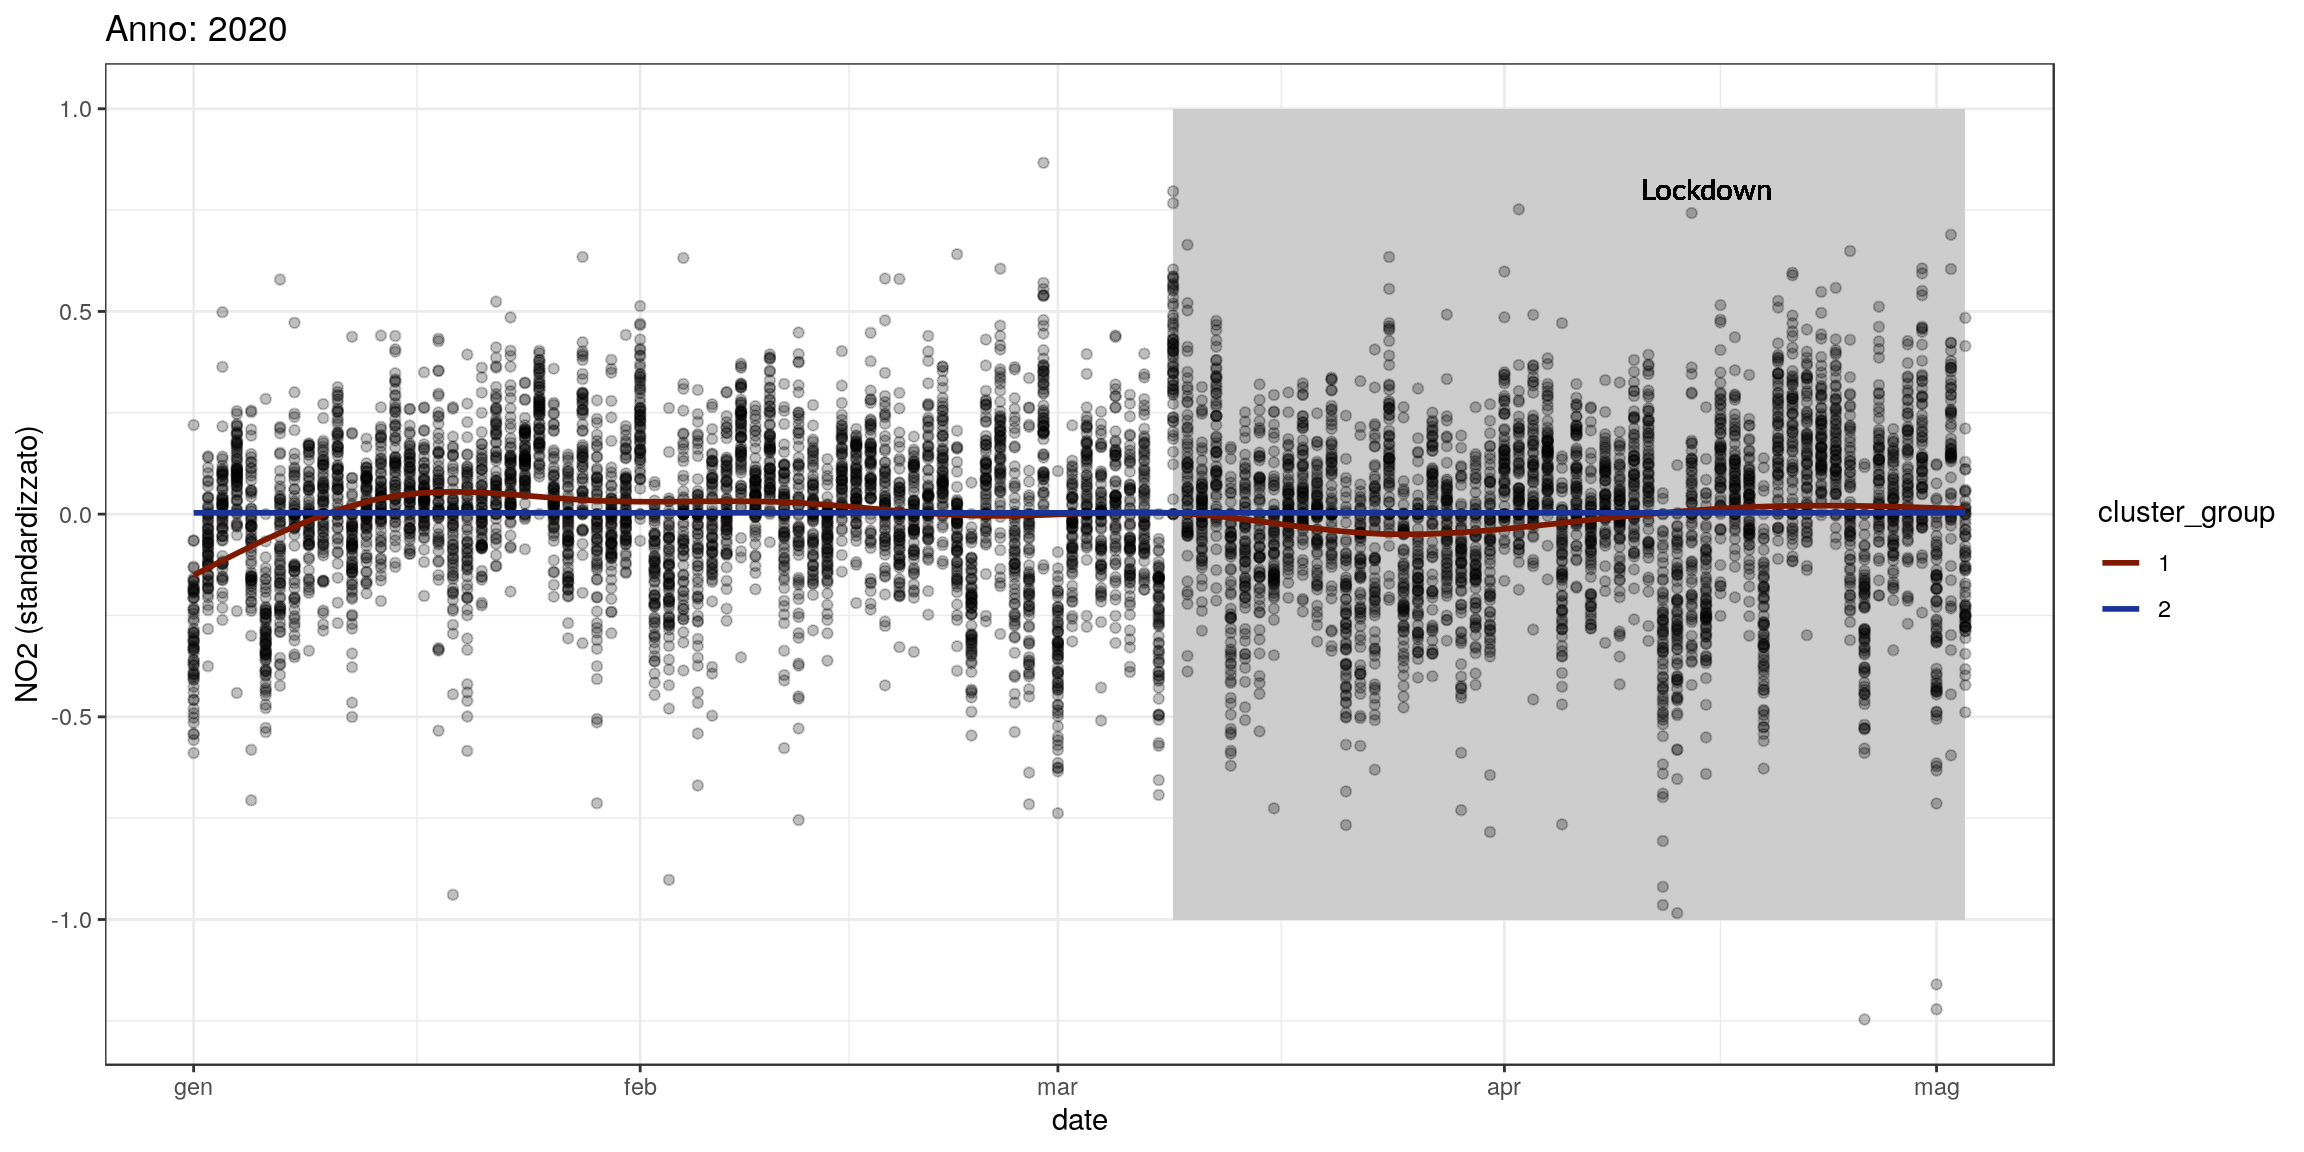 Anno: 2020
1.0
0.5
0.0
-0.5
-1.0
NO2 (standardizzato)
Lockdown
gen
feb
mar
apr
mag
date
cluster_group
1
2